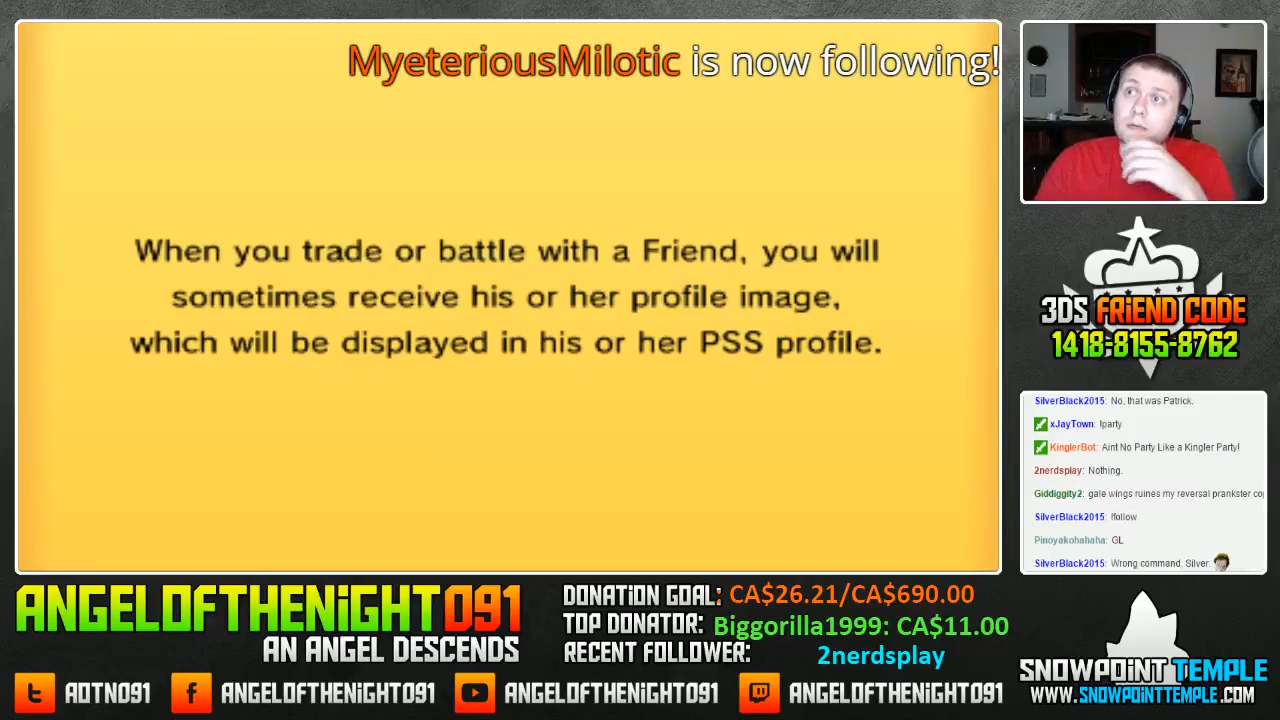 MyeteriousMilotic is now following!
When you trade or battle with a Friend, you will
sometimes receive his or her profile image,
which will be displayed in his or her PSS profile.
3DS FRIEND CODE
1418-8155-8762
SilverBlack2015: No, that was Patrick.
xJayTown: !party
KinglerBot: Aint No Party Like a Kingler Party!
2nerdsplay: Nothing.
Giddiggity2: gale wings ruines my reversal prankster co
SilverBlack2015: !follow
Pinoyakohahaha: GL
SilverBlack2015: Wrong command, Silver.
ANGELOFTHENiGHT091
AN ANGEL DESCENDS
DONATION GOAL: CA$26.21/CA$690.00
TOP DONATOR: Biggorilla1999: CA$11.00
RECENT FOLLOWER: 2nerdsplay
AOTN091
ANGELOFTHENiGHT091
ANGELOFTHENiGHT091
ANGELOFTHENiGHT091
SNOWPOiNT TEMPLE
WWW.SNOWPOINTTEMPLE.COM